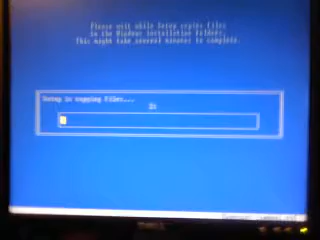 Please wait while Setup copies files
to the Windows installation folders.
This might take several minutes to complete.
Setup is copying files...